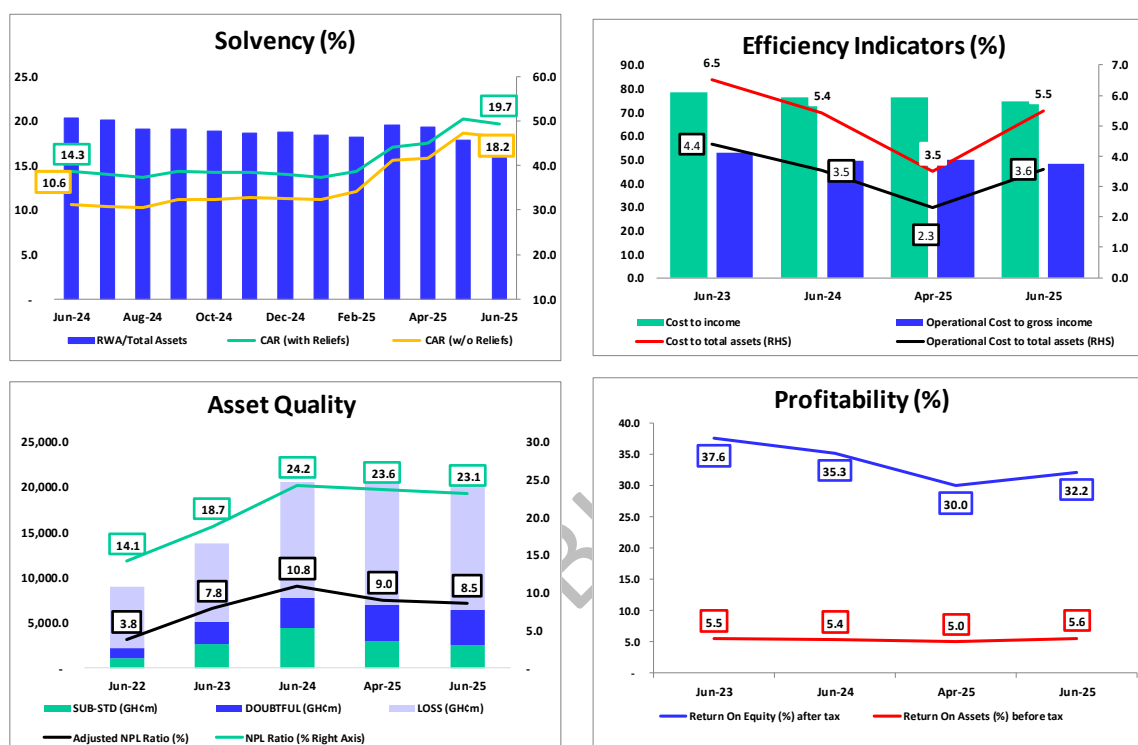 Solvency (%)
25.0
20.0
15.0
10.0
5.0
-
60.0
50.0
40.0
30.0
20.0
10.0
14.3
10.6
19.7
18.2
Jun-24 Aug-24 Oct-24 Dec-24 Feb-25 Apr-25 Jun-25
RWA/Total Assets CAR (with Reliefs) CAR (w/o Reliefs)
Efficiency Indicators (%)
90.0
80.0
70.0
60.0
50.0
40.0
30.0
20.0
10.0
0.0
7.0
6.0
5.0
4.0
3.0
2.0
1.0
0.0
6.5 5.4 3.5 5.5
4.4 3.5 2.3 3.6
Jun-23 Jun-24 Apr-25 Jun-25
Cost to income Operational Cost to gross income
Cost to total assets (RHS) Operational Cost to total assets (RHS)
Asset Quality
25,000.0
20,000.0
15,000.0
10,000.0
5,000.0
-
30.0
25.0
20.0
15.0
10.0
5.0
-
14.1 18.7 24.2 23.6 23.1
3.8 7.8 10.8 9.0 8.5
Jun-22 Jun-23 Jun-24 Apr-25 Jun-25
SUB-STD (GH¢m) DOUBTFUL (GH¢m) LOSS (GH¢m)
Adjusted NPL Ratio (%) NPL Ratio (% Right Axis)
Profitability (%)
40.0
35.0
30.0
25.0
20.0
15.0
10.0
5.0
-
37.6 35.3 30.0 32.2
5.5 5.4 5.0 5.6
Jun-23 Jun-24 Apr-25 Jun-25
Return On Equity (%) after tax Return On Assets (%) before tax